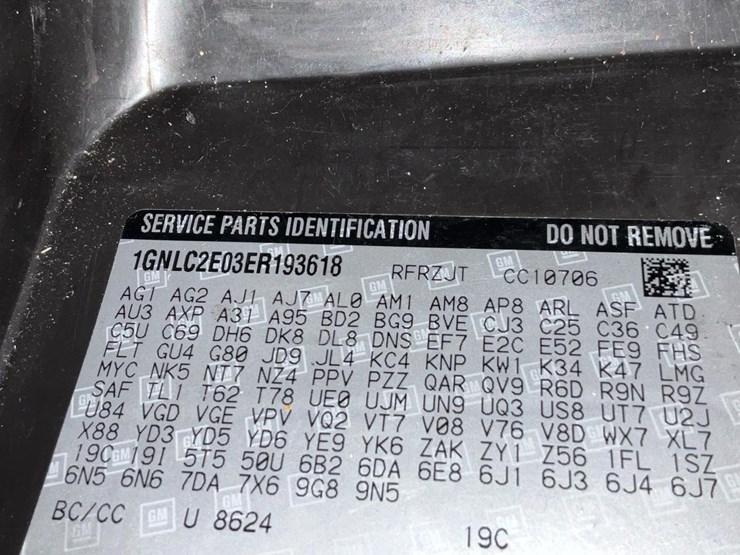 SERVICE PARTS IDENTIFICATION DO NOT REMOVE
1GNLC2E03ER193618 RFRZJT CC10706
AG1 AG2 AJ1 AJ7 AL0 AM1 AM8 AP8 ARL ASF ATD
AU3 AXP A31 A95 BD2 BG9 BVE CJ3 C25 C36 C49
C5U C69 DH6 DK8 DL8 DNS EF7 E2C E52 FE9 FHS
FLT GU4 G80 JD9 JL4 KC4 KNP KW1 K34 K47 LMG
MYC NK5 NT7 NZ4 PPV PZZ QAR QV9 R6D R9N R9Z
SAF TL1 T62 T78 UE0 UJM UN9 UQ3 US8 UT7 U2J
U84 VGD VGE VPV VQ2 VT7 V08 V76 V8D WX7 XL7
X88 YD3 YD5 YD6 YE9 YK6 ZAK ZY1 Z56 1FL 1SZ
19C 19I 5T5 50U 6B2 6DA 6E8 6J1 6J3 6J4 6J7
6N5 6N6 7DA 7X6 9G8 9N5
BC/CC U 8624 19C